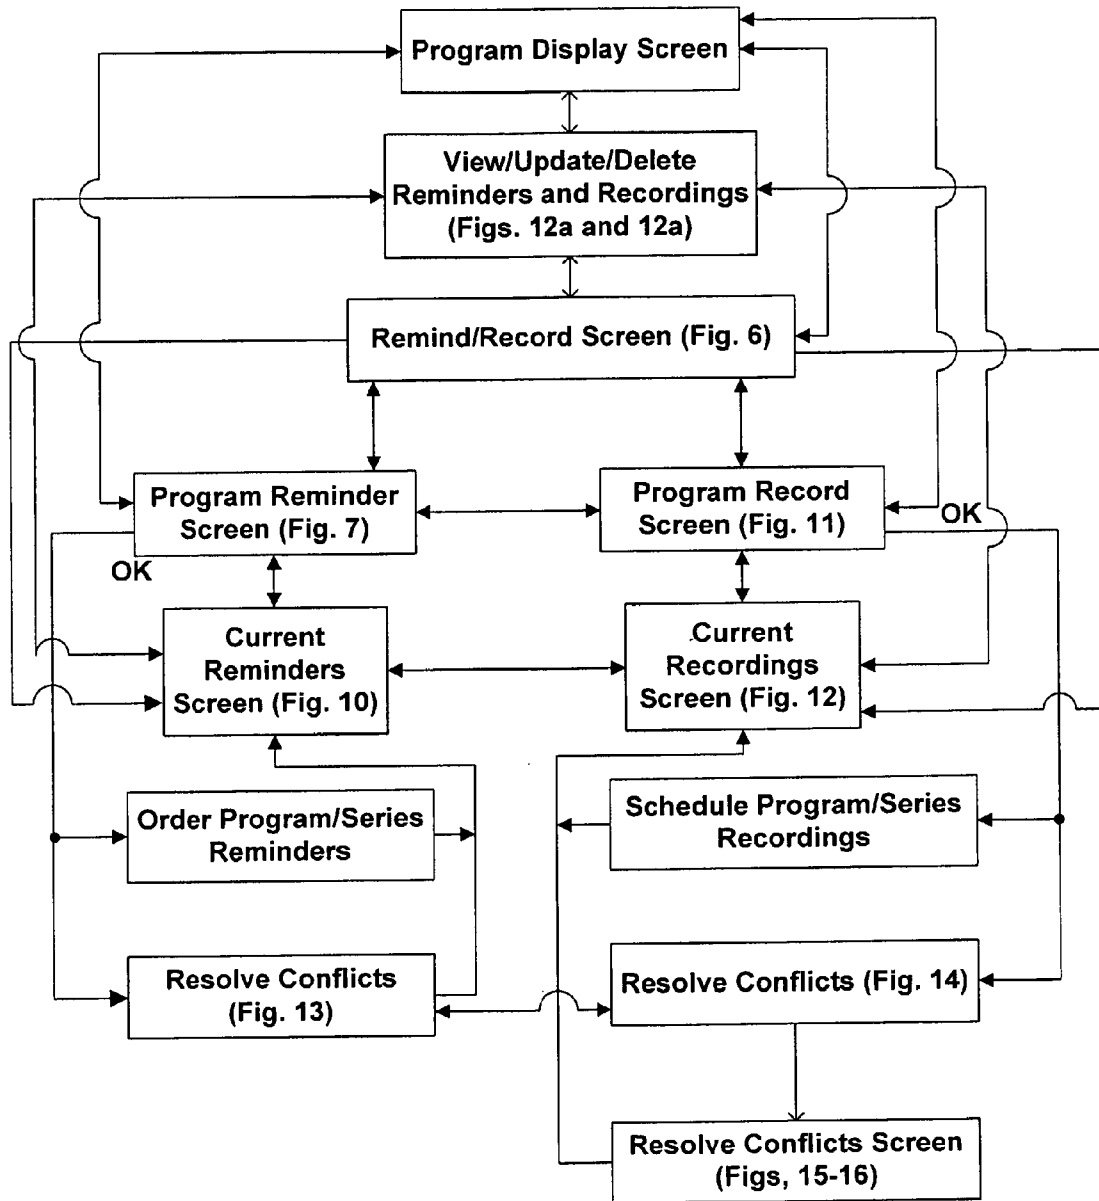 Program Display Screen
View/Update/Delete
Reminders and Recordings
(Figs. 12a and 12a)
Remind/Record Screen (Fig. 6)
Program Reminder
Screen (Fig. 7)
Program Record
Screen (Fig. 11)
OK
OK
Current
Reminders
Screen (Fig. 10)
Current
Recordings
Screen (Fig. 12)
Order Program/Series
Reminders
Schedule Program/Series
Recordings
Resolve Conflicts
(Fig. 13)
Resolve Conflicts (Fig. 14)
Resolve Conflicts Screen
(Figs, 15-16)